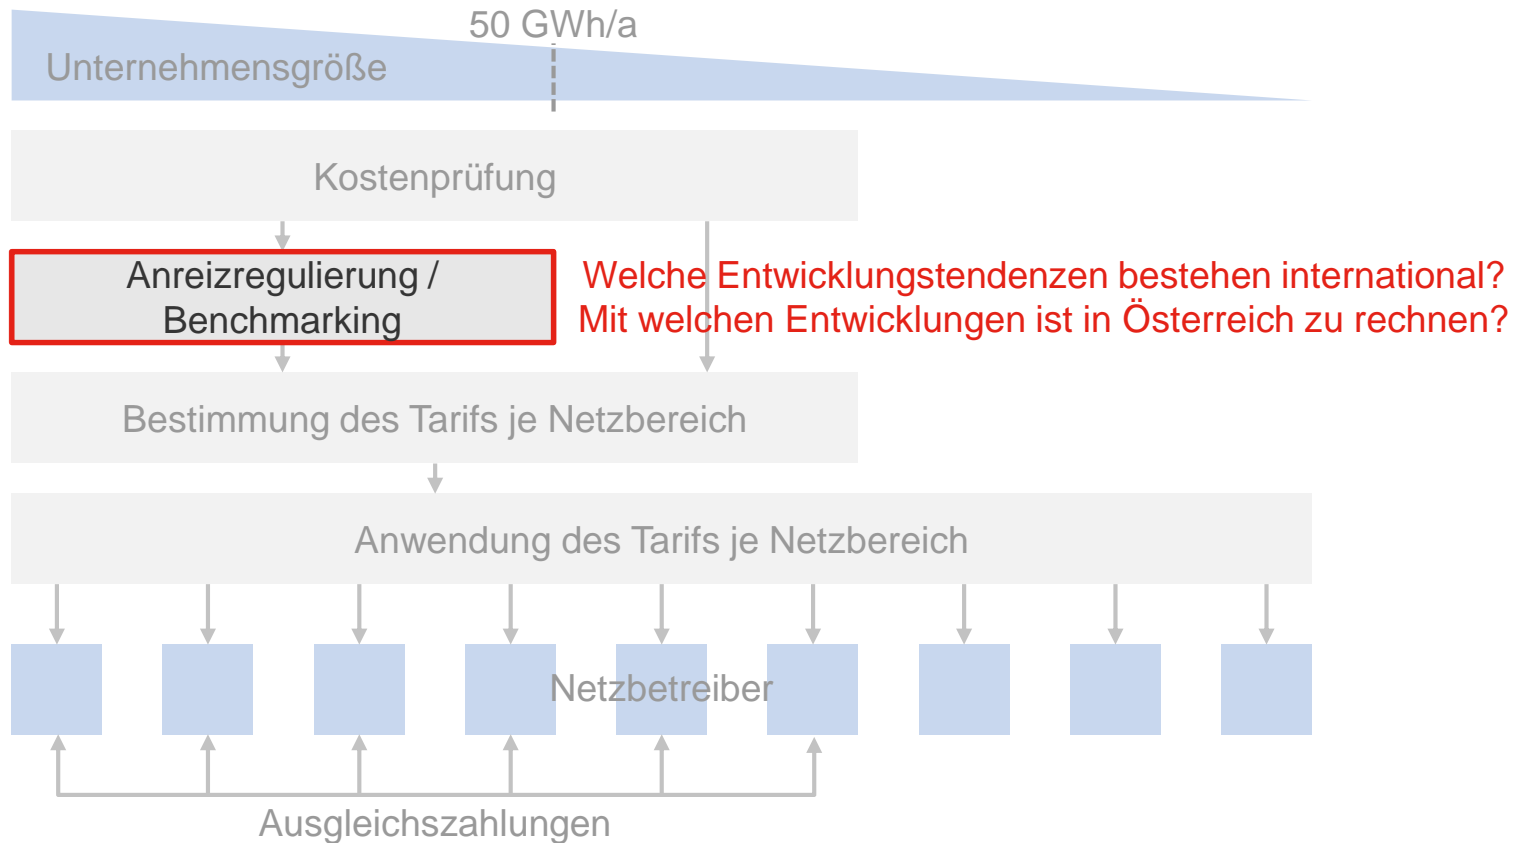 50 GWh/a
Unternehmensgröße
Kostenprüfung
Anreizregulierung /
Benchmarking
Welche Entwicklungstendenzen bestehen international?
Mit welchen Entwicklungen ist in Österreich zu rechnen?
Bestimmung des Tarifs je Netzbereich
Anwendung des Tarifs je Netzbereich
Netzbetreiber
Ausgleichszahlungen